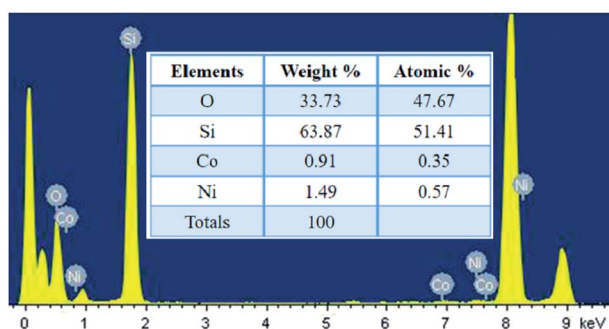 Si
Elements Weight % Atomic %
O 33.73 47.67
Si 63.87 51.41
Co 0.91 0.35
Ni 1.49 0.57
Totals 100
O
Co
Ni
Ni
Ni
Co
Co
0 1 2 3 4 5 6 7 8 9 keV